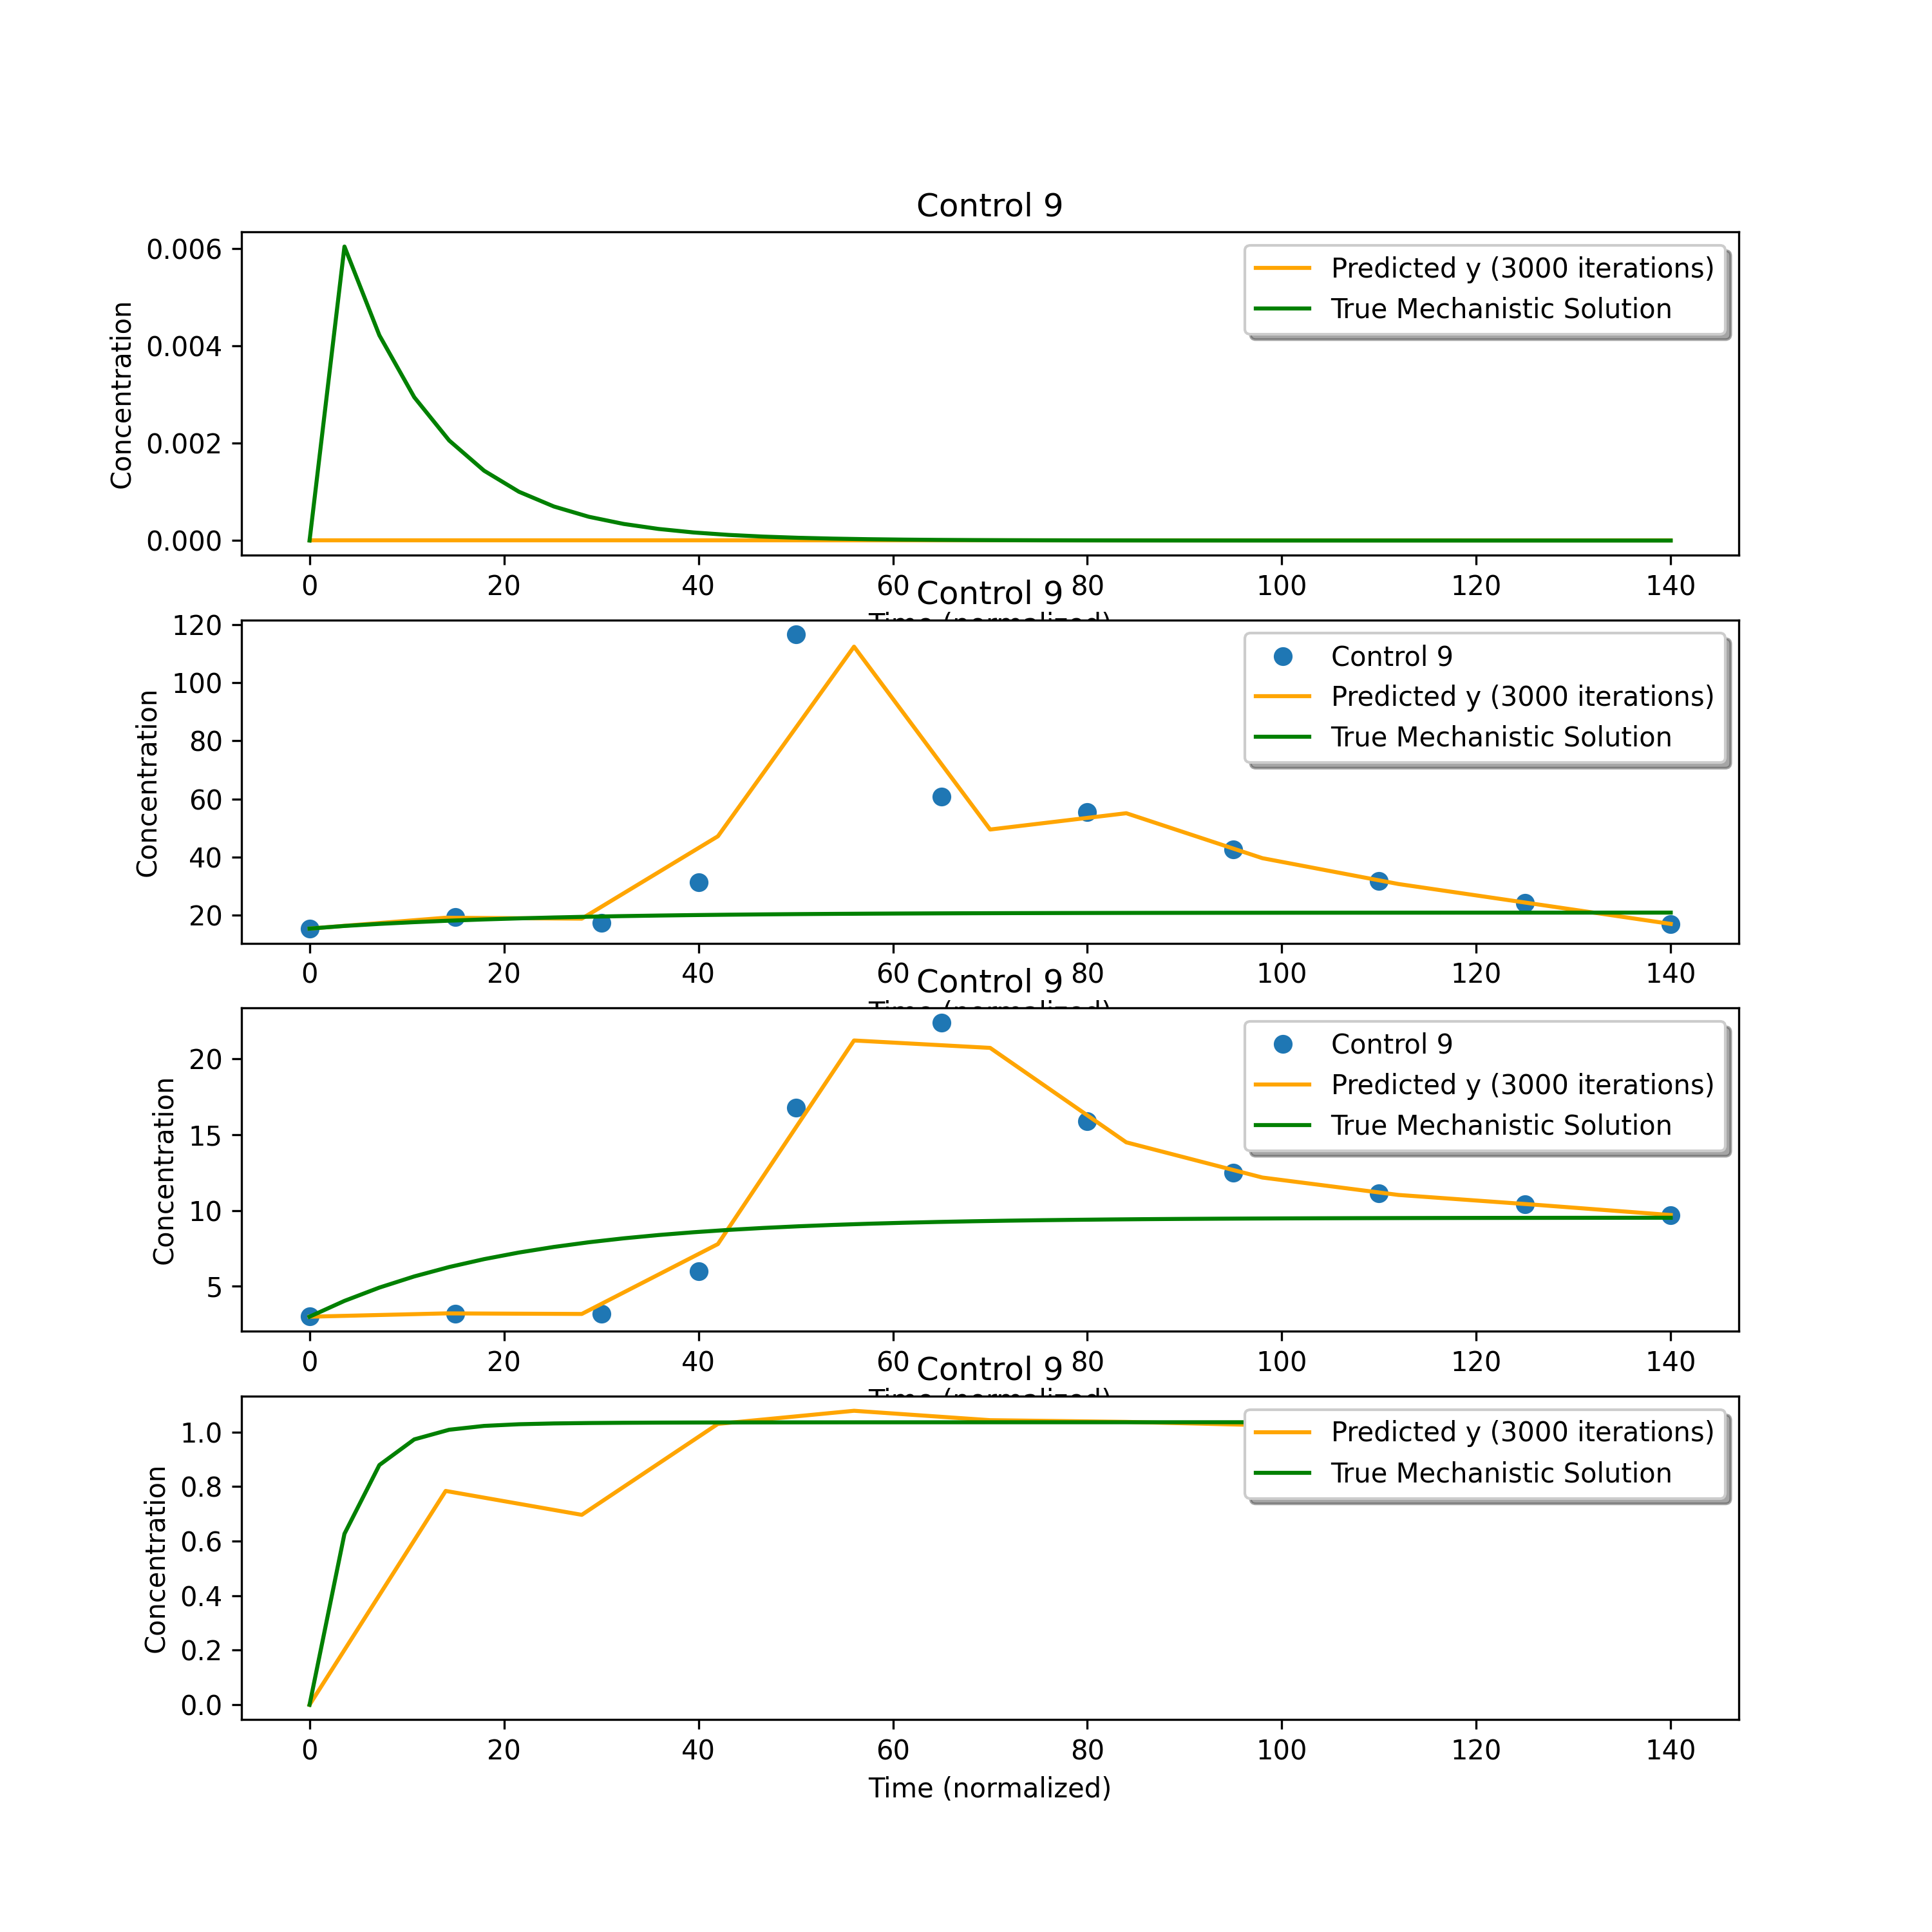 Control 9
0.006
0.004
0.002
0.000
Concentration
Predicted y (3000 iterations)
True Mechanistic Solution
0 20 40 60 80 100 120 140
Control 9
120
100
80
60
40
20
Concentration
Control 9
Predicted y (3000 iterations)
True Mechanistic Solution
0 20 40 60 80 100 120 140
Control 9
20
15
10
5
Concentration
Control 9
Predicted y (3000 iterations)
True Mechanistic Solution
0 20 40 60 80 100 120 140
Control 9
1.0
0.8
0.6
0.4
0.2
0.0
Concentration
Predicted y (3000 iterations)
True Mechanistic Solution
0 20 40 60 80 100 120 140
Time (normalized)